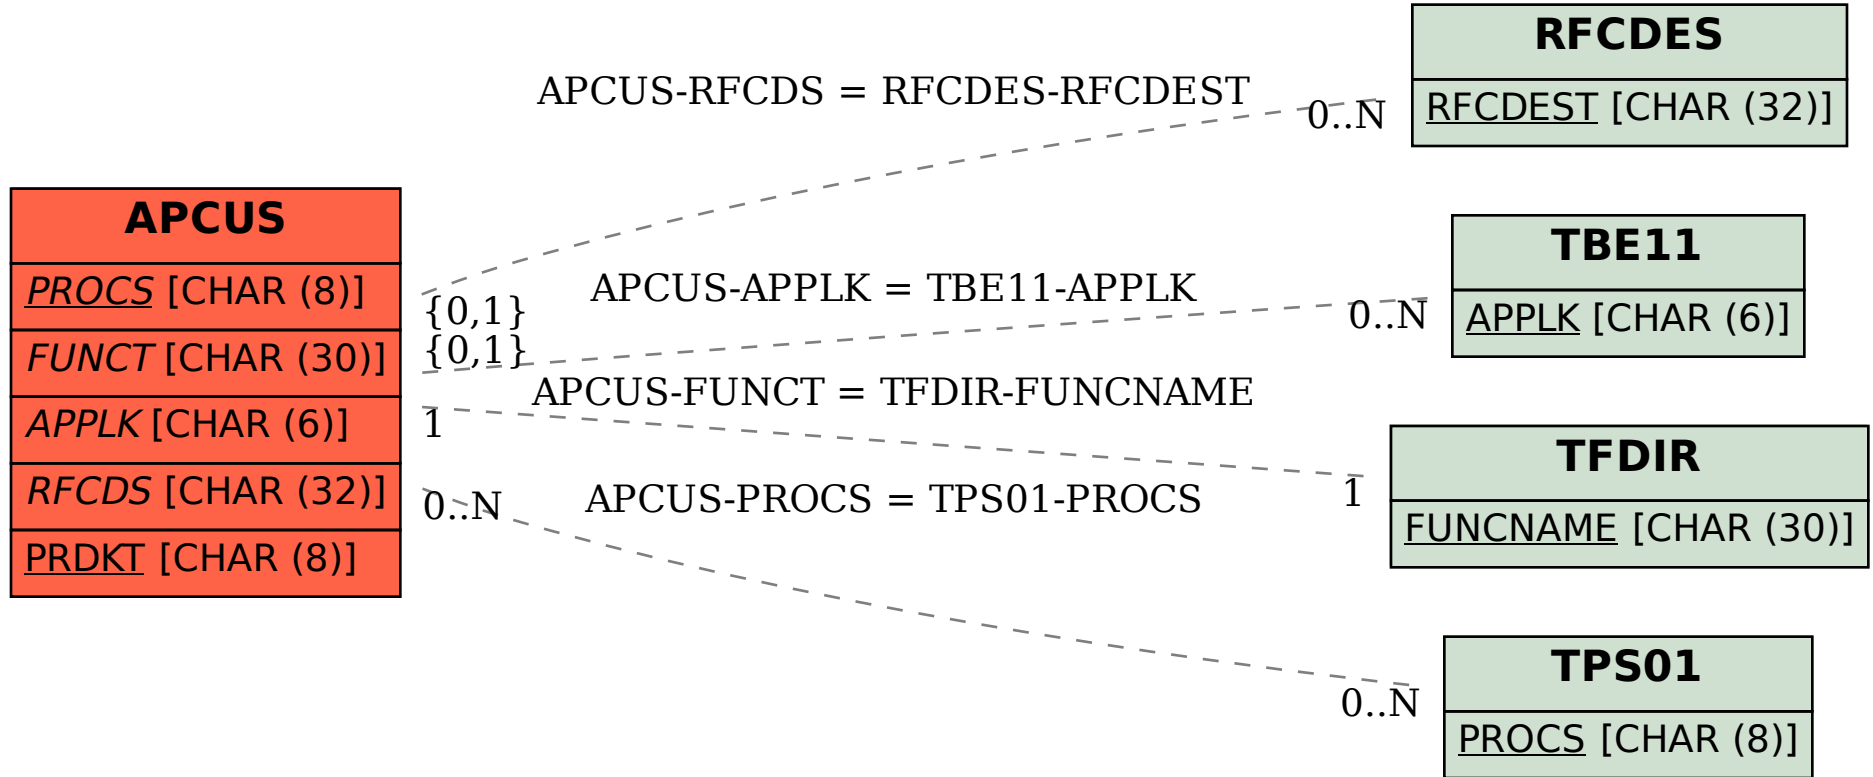 RFCDES
RFCDEST [CHAR (32)]
APCUS-RFCDS = RFCDES-RFCDEST
0..N
APCUS
PROCS [CHAR (8)]
FUNCT [CHAR (30)]
APPLK [CHAR (6)]
RFCDS [CHAR (32)]
PRDKT [CHAR (8)]
{0,1}
APCUS-APPLK = TBE11-APPLK
0..N
{0,1}
TBE11
APPLK [CHAR (6)]
APCUS-FUNCT = TFDIR-FUNCNAME
1
1
TFDIR
FUNCNAME [CHAR (30)]
APCUS-PROCS = TPS01-PROCS
0..N
0..N
TPS01
PROCS [CHAR (8)]